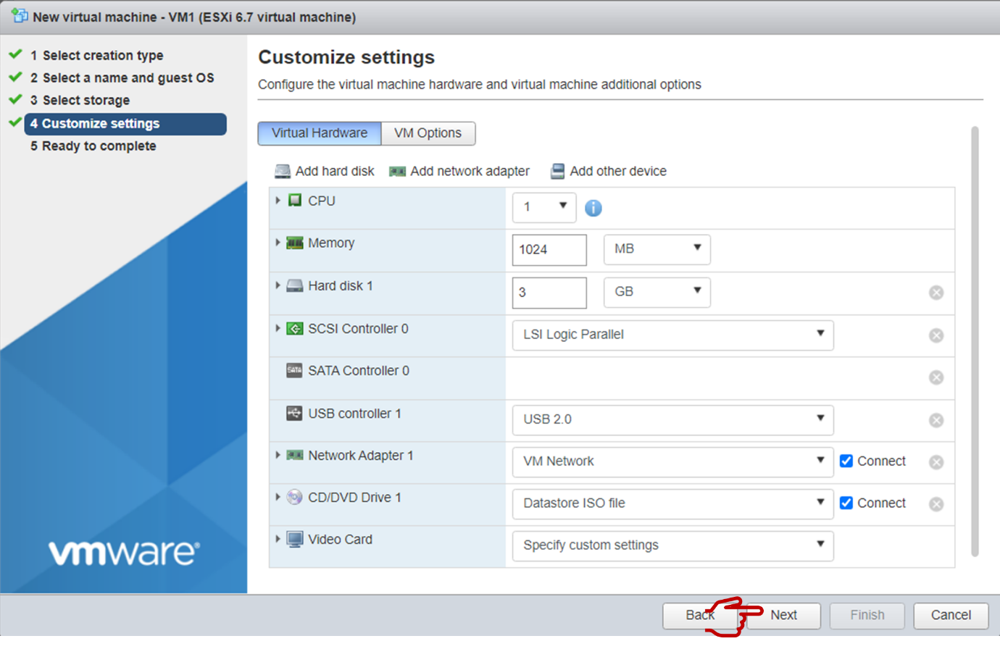 New virtual machine - VM1 (ESXi 6.7 virtual machine)
1 Select creation type
2 Select a name and guest OS
3 Select storage
4 Customize settings
5 Ready to complete
vmware®
Customize settings
Configure the virtual machine hardware and virtual machine additional options
Virtual Hardware VM Options
Add hard disk Add network adapter Add other device
CPU 1 i
Memory 1024 MB
Hard disk 1 3 GB
SCSI Controller 0 LSI Logic Parallel
SATA SATA Controller 0
USB controller 1 USB 2.0
Network Adapter 1 VM Network Connect
CD/DVD Drive 1 Datastore ISO file Connect
Video Card Specify custom settings
Back Next Finish Cancel